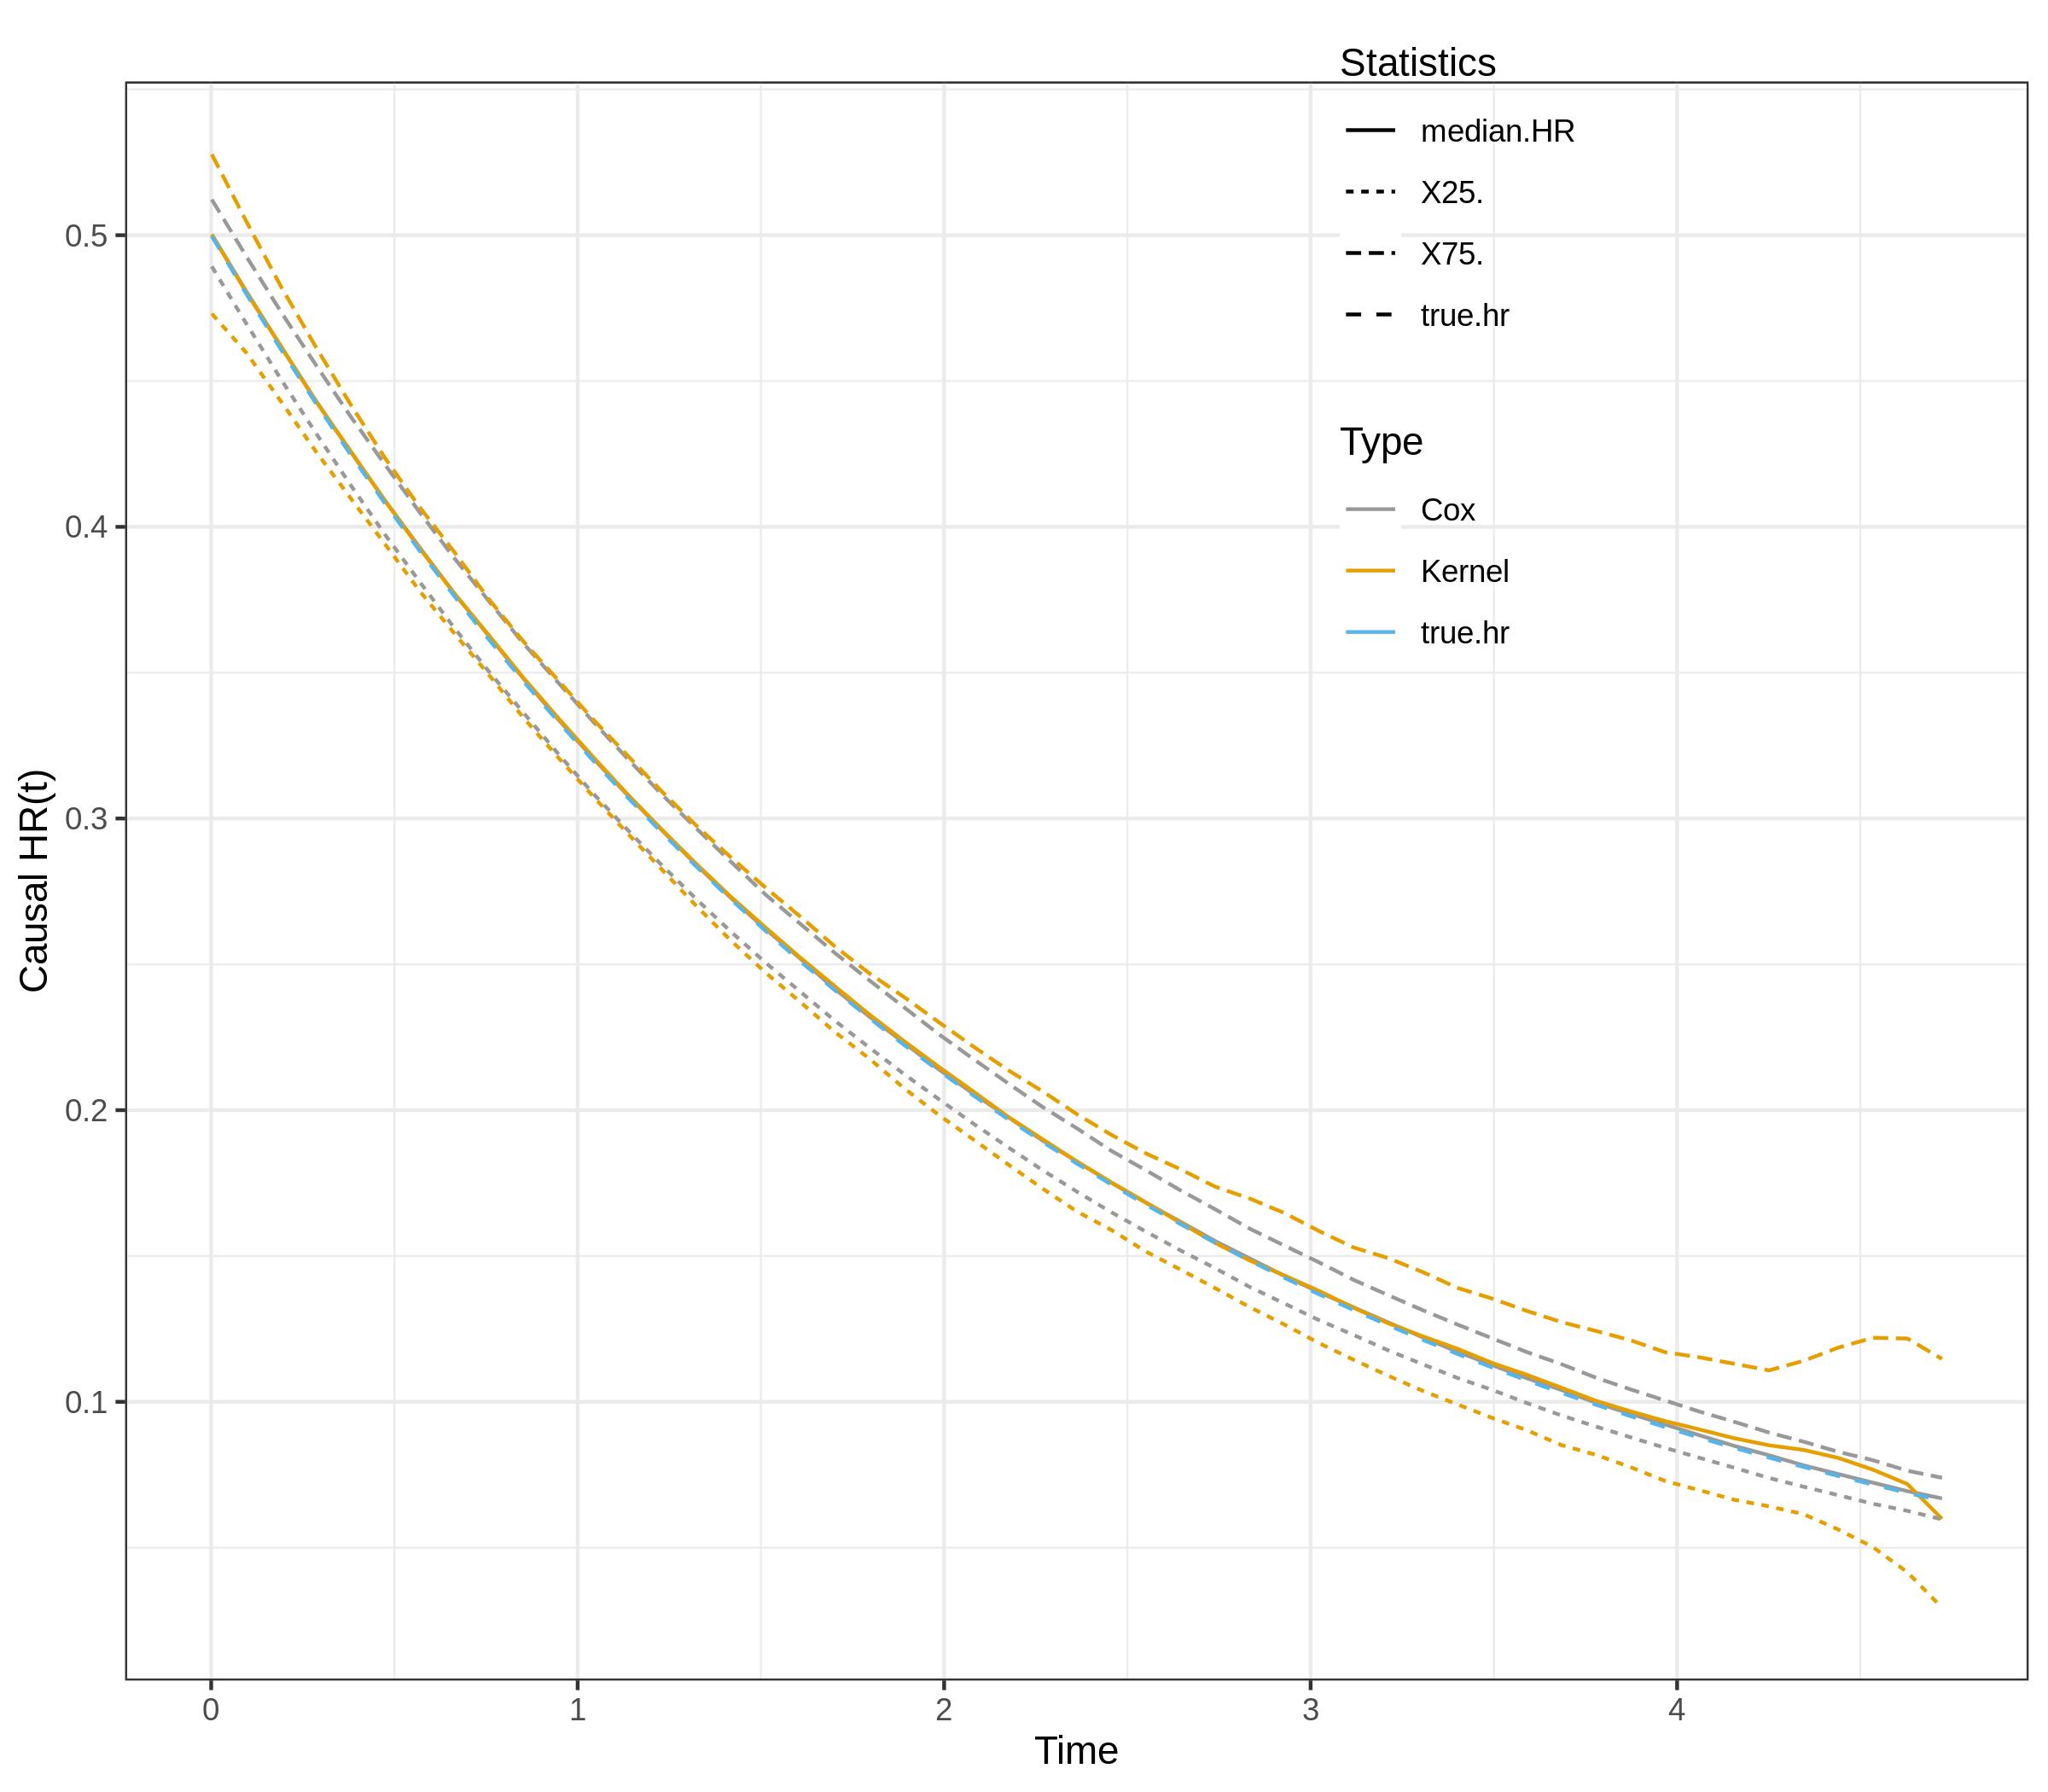 Statistics
median.HR
X25.
X75.
true.hr
Type
Cox
Kernel
true.hr
Causal HR(t)
0.5
0.4
0.3
0.2
0.1
0
1
2
3
4
Time